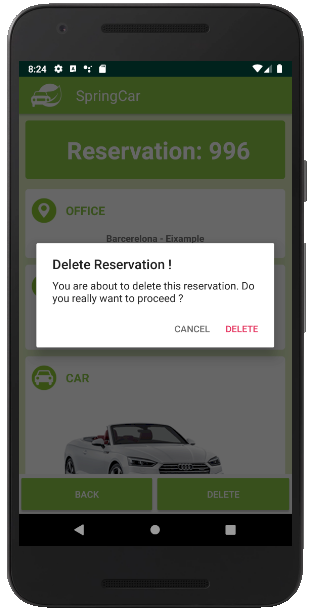 8:24
SpringCar
Reservation: 996
OFFICE
Barcerelona - Eixample
Delete Reservation !
You are about to delete this reservation. Do
you really want to proceed ?
CANCEL DELETE
CAR
BACK DELETE